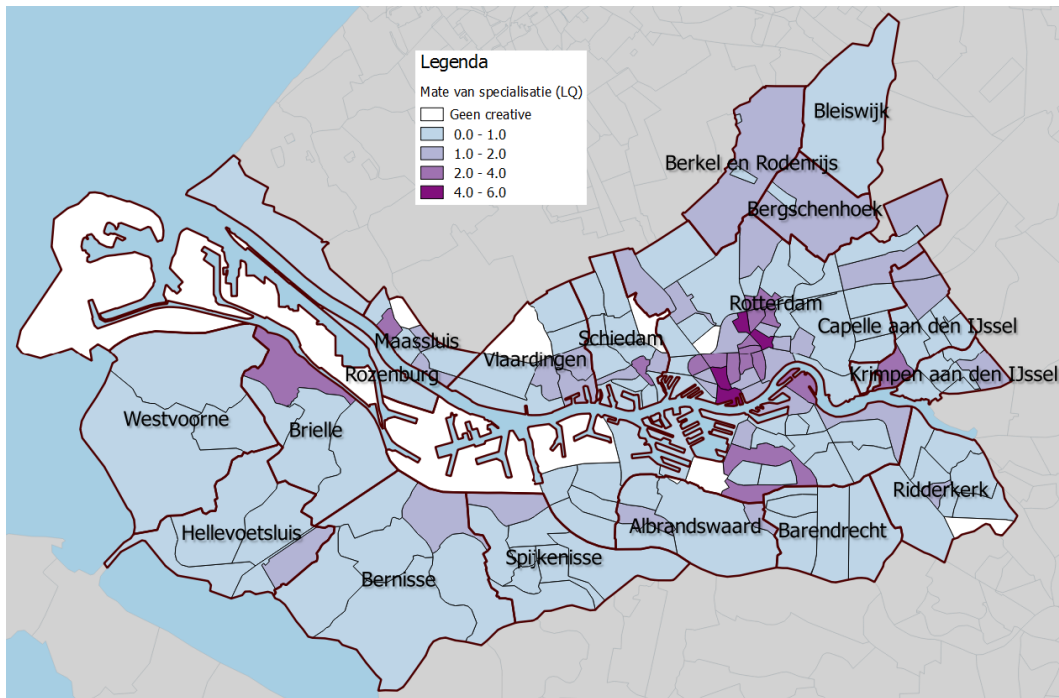 Legenda
Mate van specialisatie (LQ)
Geen creative
0.0 - 1.0
1.0 - 2.0
2.0 - 4.0
4.0 - 6.0
Bleiswijk
Berkel en Rodenrijs
Bergschenhoek
Rotterdam
Capelle aan den IJssel
Schiedam
Maassluis
Vlaardingen
Rozenburg
Krimpen aan den IJssel
Westvoorne
Brielle
Ridderkerk
Hellevoetsluis
Albrandswaard
Barendrecht
Spijkenisse
Bernisse